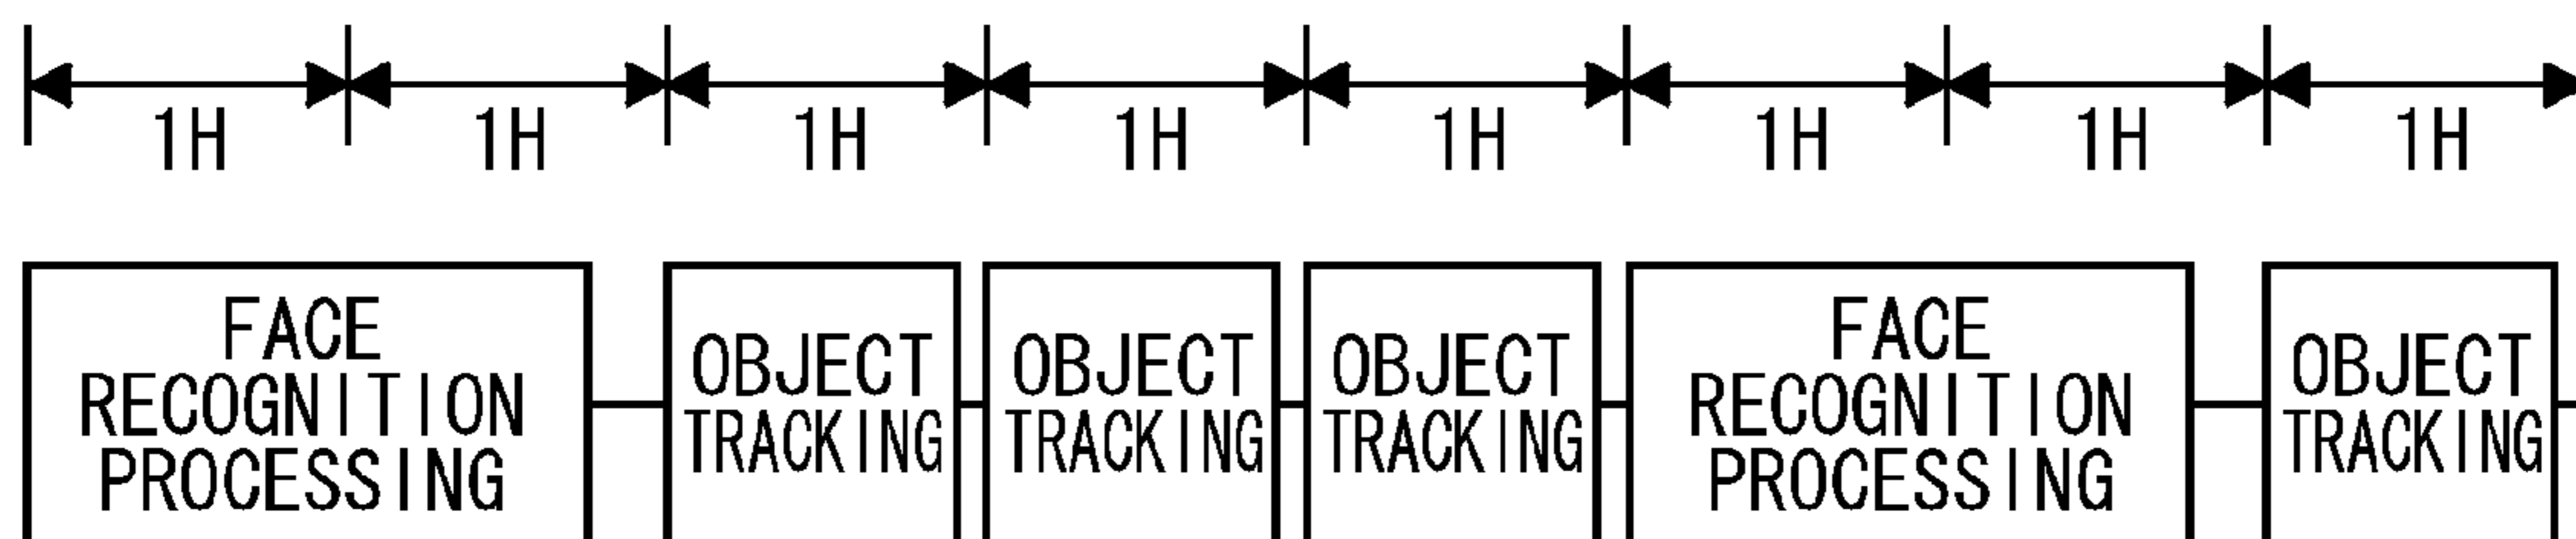 1H 1H 1H 1H 1H 1H 1H 1H
FACE
RECOGNITION
PROCESSING
OBJECT
TRACKING
OBJECT
TRACKING
OBJECT
TRACKING
FACE
RECOGNITION
PROCESSING
OBJECT
TRACKING